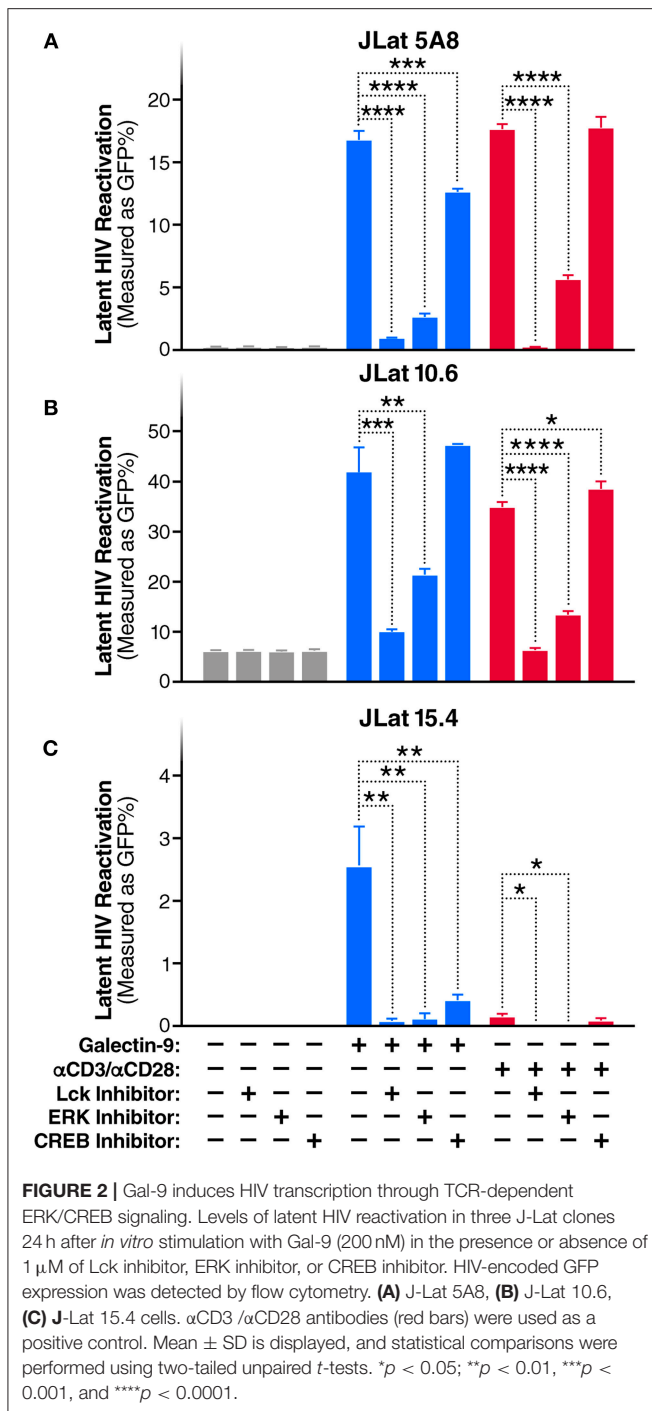 A
JLat 5A8
Latent HIV Reactivation
(Measured as GFP%)
20
15
10
5
0
***
****
****
****
****
B
JLat 10.6
Latent HIV Reactivation
(Measured as GFP%)
50
40
30
20
10
0
**
***
*
****
****
C
JLat 15.4
Latent HIV Reactivation
(Measured as GFP%)
4
3
2
1
0
**
**
**
*
*
Galectin-9: − − − − + + + + − − − −
αCD3/αCD28: − − − − − − − − + + + +
Lck Inhibitor: − + − − − + − − − + − −
ERK Inhibitor: − − + − − − + − − − + −
CREB Inhibitor: − − − + − − − + − − − +
FIGURE 2 | Gal-9 induces HIV transcription through TCR-dependent
ERK/CREB signaling. Levels of latent HIV reactivation in three J-Lat clones
24 h after in vitro stimulation with Gal-9 (200 nM) in the presence or absence of
1 μM of Lck inhibitor, ERK inhibitor, or CREB inhibitor. HIV-encoded GFP
expression was detected by flow cytometry. (A) J-Lat 5A8, (B) J-Lat 10.6,
(C) J-Lat 15.4 cells. αCD3 /αCD28 antibodies (red bars) were used as a
positive control. Mean ± SD is displayed, and statistical comparisons were
performed using two-tailed unpaired t-tests. *p < 0.05; **p < 0.01, ***p <
0.001, and ****p < 0.0001.